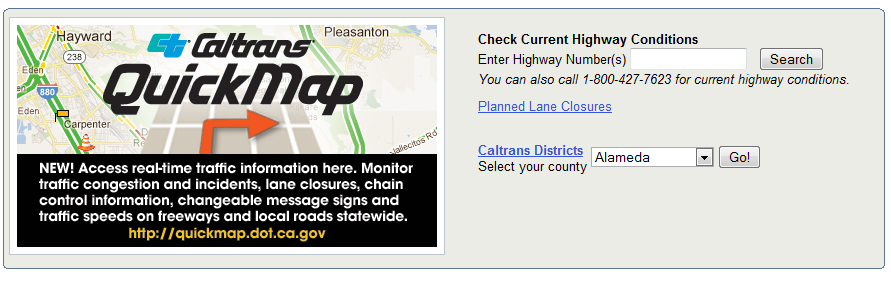 Hayward
Pleasanton
Caltrans
QuickMap
238
Eden
880
Eden
Carpenter
NEW! Access real-time traffic information here. Monitor
traffic congestion and incidents, lane closures, chain
control information, changeable message signs and
traffic speeds on freeways and local roads statewide.
http://quickmap.dot.ca.gov
Check Current Highway Conditions
Enter Highway Number(s) Search
You can also call 1-800-427-7623 for current highway conditions.
Planned Lane Closures
Caltrans Districts
Select your county Alameda Go!